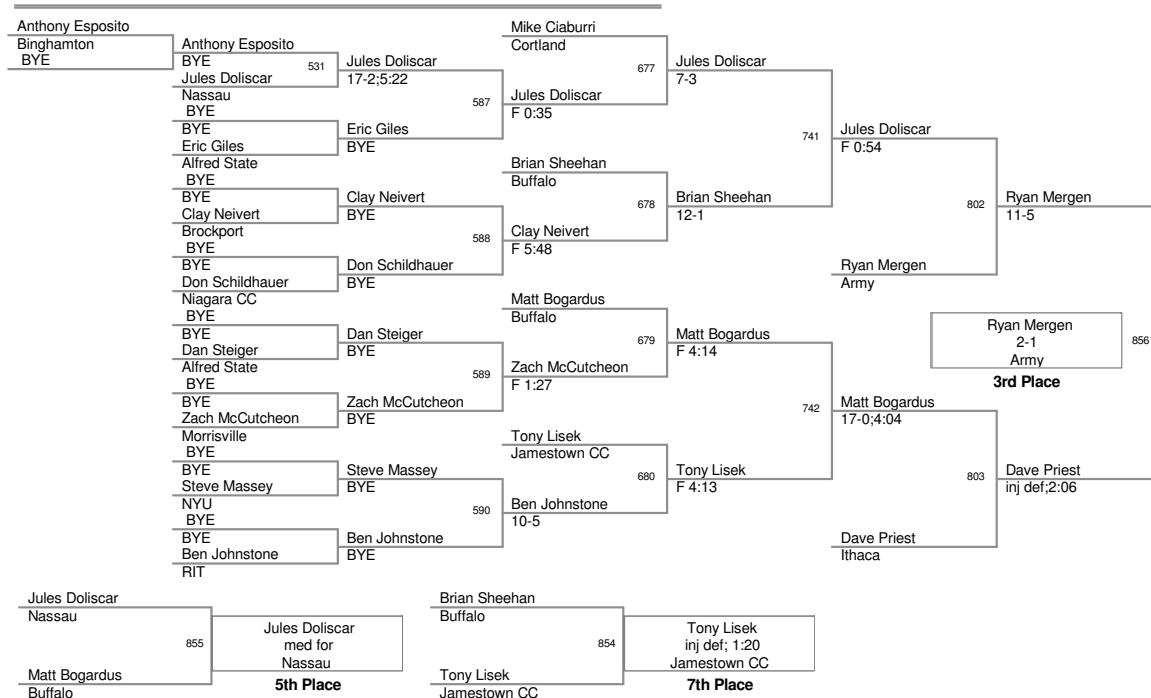 Anthony Esposito
Binghamton
BYE
Anthony Esposito
BYE
531
Jules Doliscar
Nassau
BYE
BYE
Eric Giles
Alfred State
BYE
BYE
Clay Neivert
Brockport
BYE
BYE
Don Schildhauer
Niagara CC
BYE
BYE
Dan Steiger
Alfred State
BYE
BYE
Zach McCutcheon
Morrisville
BYE
BYE
Steve Massey
NYU
BYE
BYE
Ben Johnstone
RIT
Jules Doliscar
17-2;5:22
587
Eric Giles
BYE
Clay Neivert
BYE
588
Don Schildhauer
BYE
Dan Steiger
BYE
589
Zach McCutcheon
BYE
Steve Massey
BYE
590
Ben Johnstone
BYE
Mike Ciaburri
Cortland
677
Jules Doliscar
F 0:35
Brian Sheehan
Buffalo
678
Clay Neivert
F 5:48
Matt Bogardus
Buffalo
679
Zach McCutcheon
F 1:27
Tony Lisek
Jamestown CC
680
Ben Johnstone
10-5
Jules Doliscar
7-3
741
Brian Sheehan
12-1
Matt Bogardus
F 4:14
742
Tony Lisek
F 4:13
Jules Doliscar
F 0:54
802
Ryan Mergen
Army
Matt Bogardus
17-0;4:04
803
Dave Priest
Ithaca
Ryan Mergen
11-5
Ryan Mergen
2-1
Army
856
3rd Place
Dave Priest
inj def;2:06
Jules Doliscar
Nassau
855
Matt Bogardus
Buffalo
Jules Doliscar
med for
Nassau
5th Place
Brian Sheehan
Buffalo
854
Tony Lisek
Jamestown CC
Tony Lisek
inj def; 1:20
Jamestown CC
7th Place